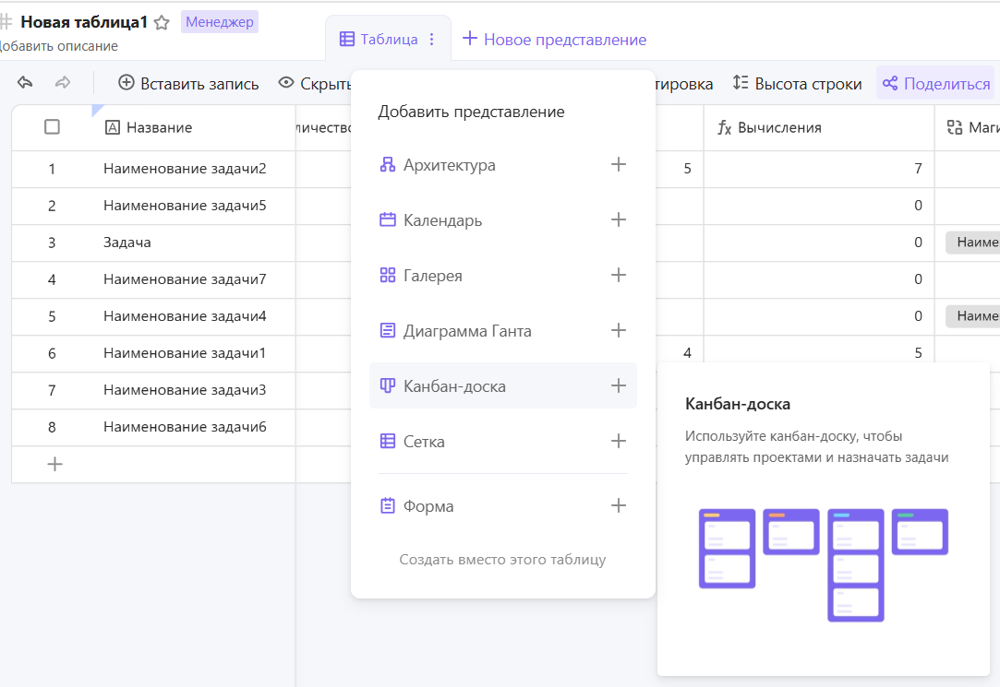 Новая таблица1 Менеджер
Добавить описание
Таблица Новое представление
Вставить запись Скрыть тировка Высота строки Поделиться
Название личество Вычисления Маги
1 Наименование задачи2 5 7
2 Наименование задачи5 0
3 Задача 0 Наиме
4 Наименование задачи7 0
5 Наименование задачи4 0 Наиме
6 Наименование задачи1 4 5
7 Наименование задачи3
8 Наименование задачи6
Добавить представление
Архитектура
Календарь
Галерея
Диаграмма Ганта
Канбан-доска
Сетка
Форма
Создать вместо этого таблицу
Канбан-доска
Используйте канбан-доску, чтобы
управлять проектами и назначать задачи